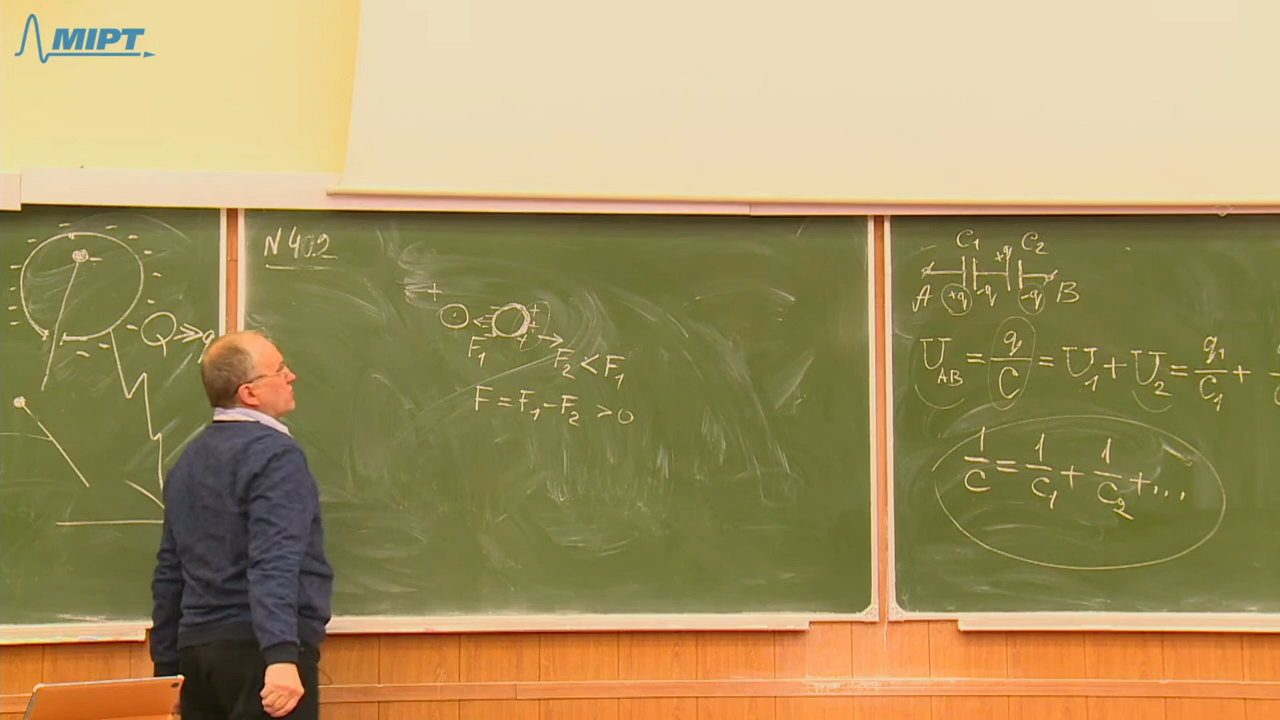 MIPT
Q ≫ q
N 402
+
F₁
F₂ < F₁
F = F₁ − F₂ > 0
C₁ +q C₂
A +q -q -q B
U_AB = q/C = U₁ + U₂ = q₁/C₁ +
1/C = 1/C₁ + 1/C₂ + ...